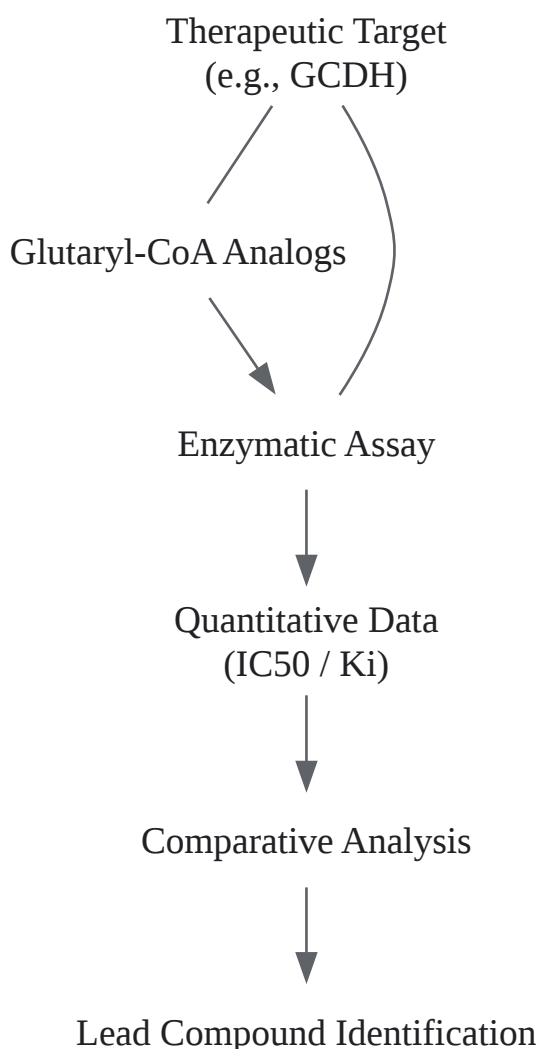 Therapeutic Target
(e.g., GCDH)
Glutaryl-CoA Analogs
Enzymatic Assay
Quantitative Data
(IC50 / Ki)
Comparative Analysis
Lead Compound Identification